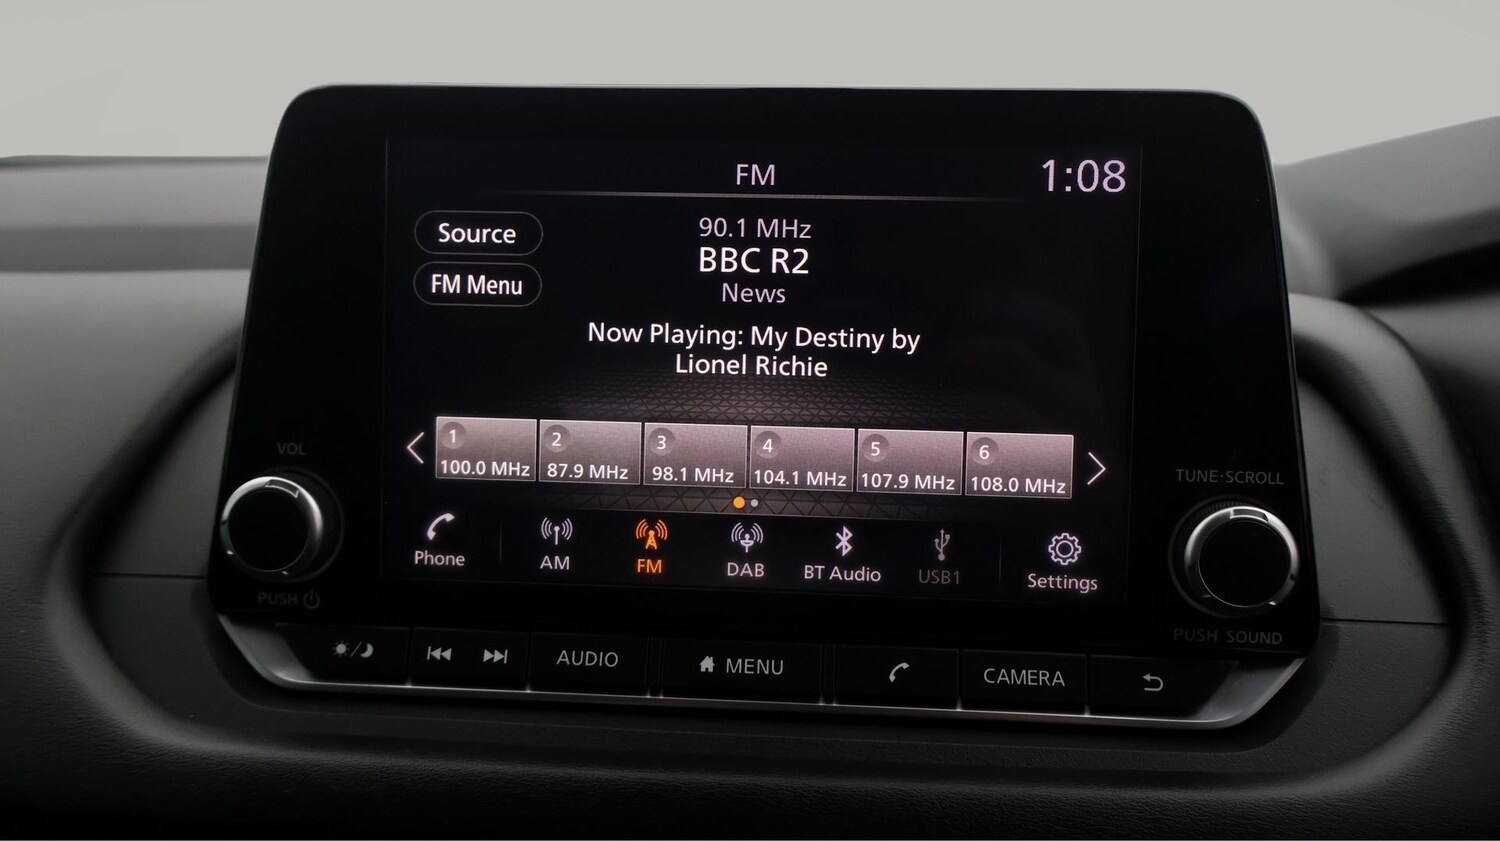 FM
1:08
Source
90.1 MHz
BBC R2
FM Menu
News
Now Playing: My Destiny by
Lionel Richie
1 2 3 4 5 6
100.0 MHz 87.9 MHz 98.1 MHz 104.1 MHz 107.9 MHz 108.0 MHz
VOL
TUNE·SCROLL
Phone AM FM DAB BT Audio USB1 Settings
PUSH
PUSH SOUND
AUDIO MENU CAMERA